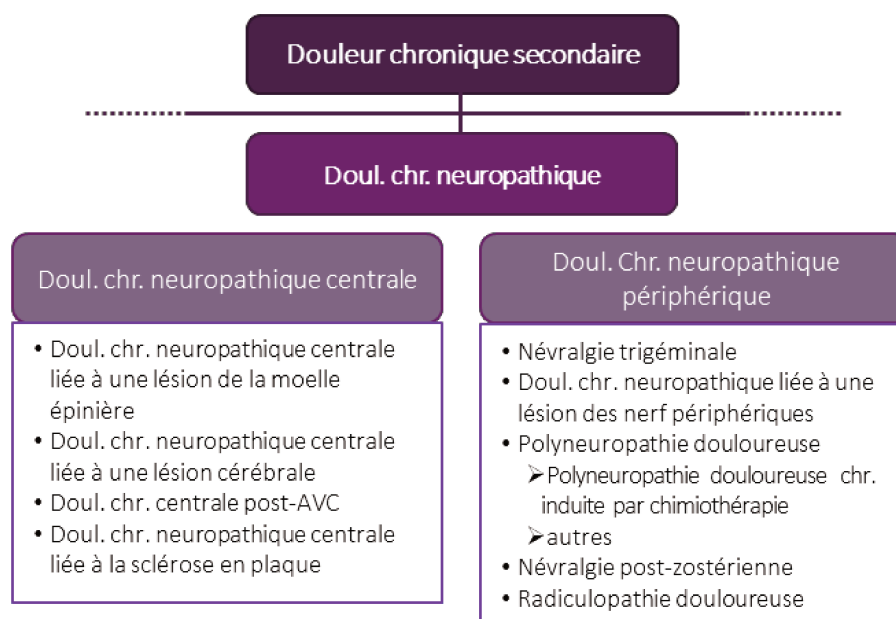 Douleur chronique secondaire
Doul. chr. neuropathique
Doul. chr. neuropathique centrale
• Doul. chr. neuropathique centrale
liée à une lésion de la moelle
épinière
• Doul. chr. neuropathique centrale
liée à une lésion cérébrale
• Doul. chr. centrale post-AVC
• Doul. chr. neuropathique centrale
liée à la sclérose en plaque
Doul. Chr. neuropathique
périphérique
• Névralgie trigéminale
• Doul. chr. neuropathique liée à une
lésion des nerf périphériques
• Polyneuropathie douloureuse
➢Polyneuropathie douloureuse chr.
induite par chimiothérapie
➢autres
• Névralgie post-zostérienne
• Radiculopathie douloureuse